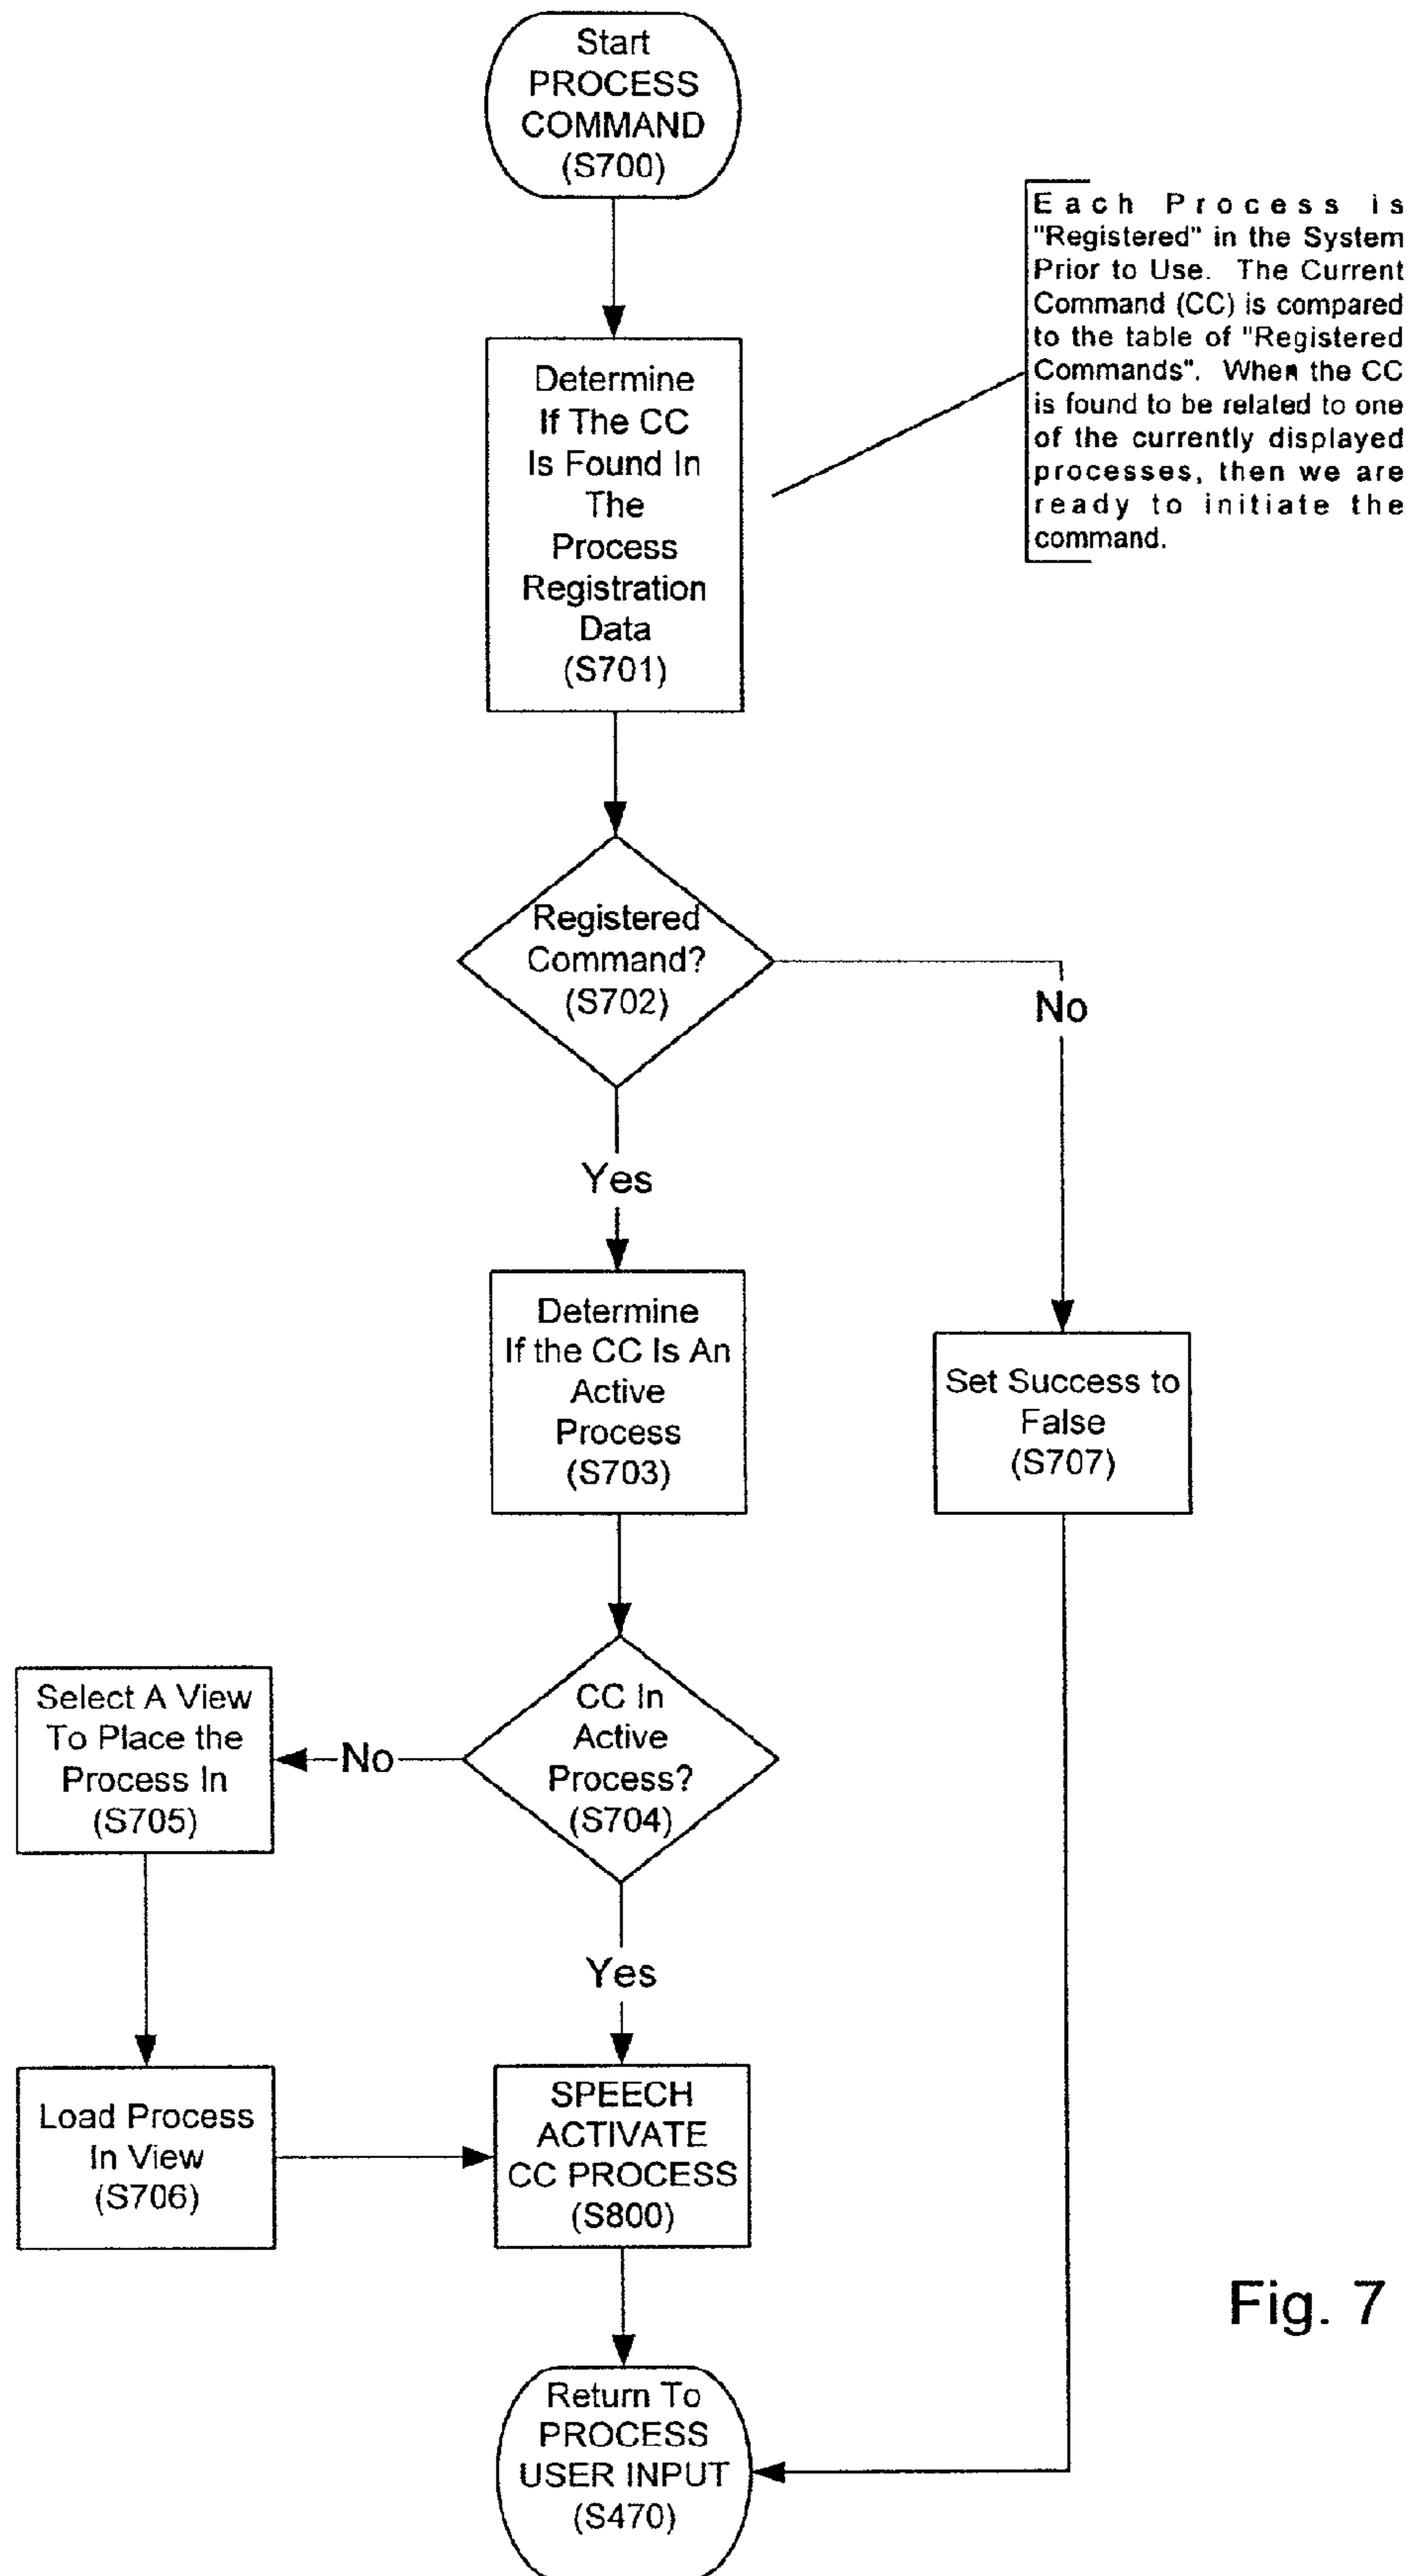 Start
PROCESS
COMMAND
(S700)
Each Process is
"Registered" in the System
Prior to Use. The Current
Command (CC) is compared
to the table of "Registered
Commands". When the CC
is found to be related to one
of the currently displayed
processes, then we are
ready to initiate the
command.
Determine
If The CC
Is Found In
The
Process
Registration
Data
(S701)
Registered
Command?
(S702)
No
Yes
Determine
If the CC Is An
Active
Process
(S703)
Set Success to
False
(S707)
CC In
Active
Process?
(S704)
No
Select A View
To Place the
Process In
(S705)
Yes
Load Process
In View
(S706)
SPEECH
ACTIVATE
CC PROCESS
(S800)
Return To
PROCESS
USER INPUT
(S470)
Fig. 7